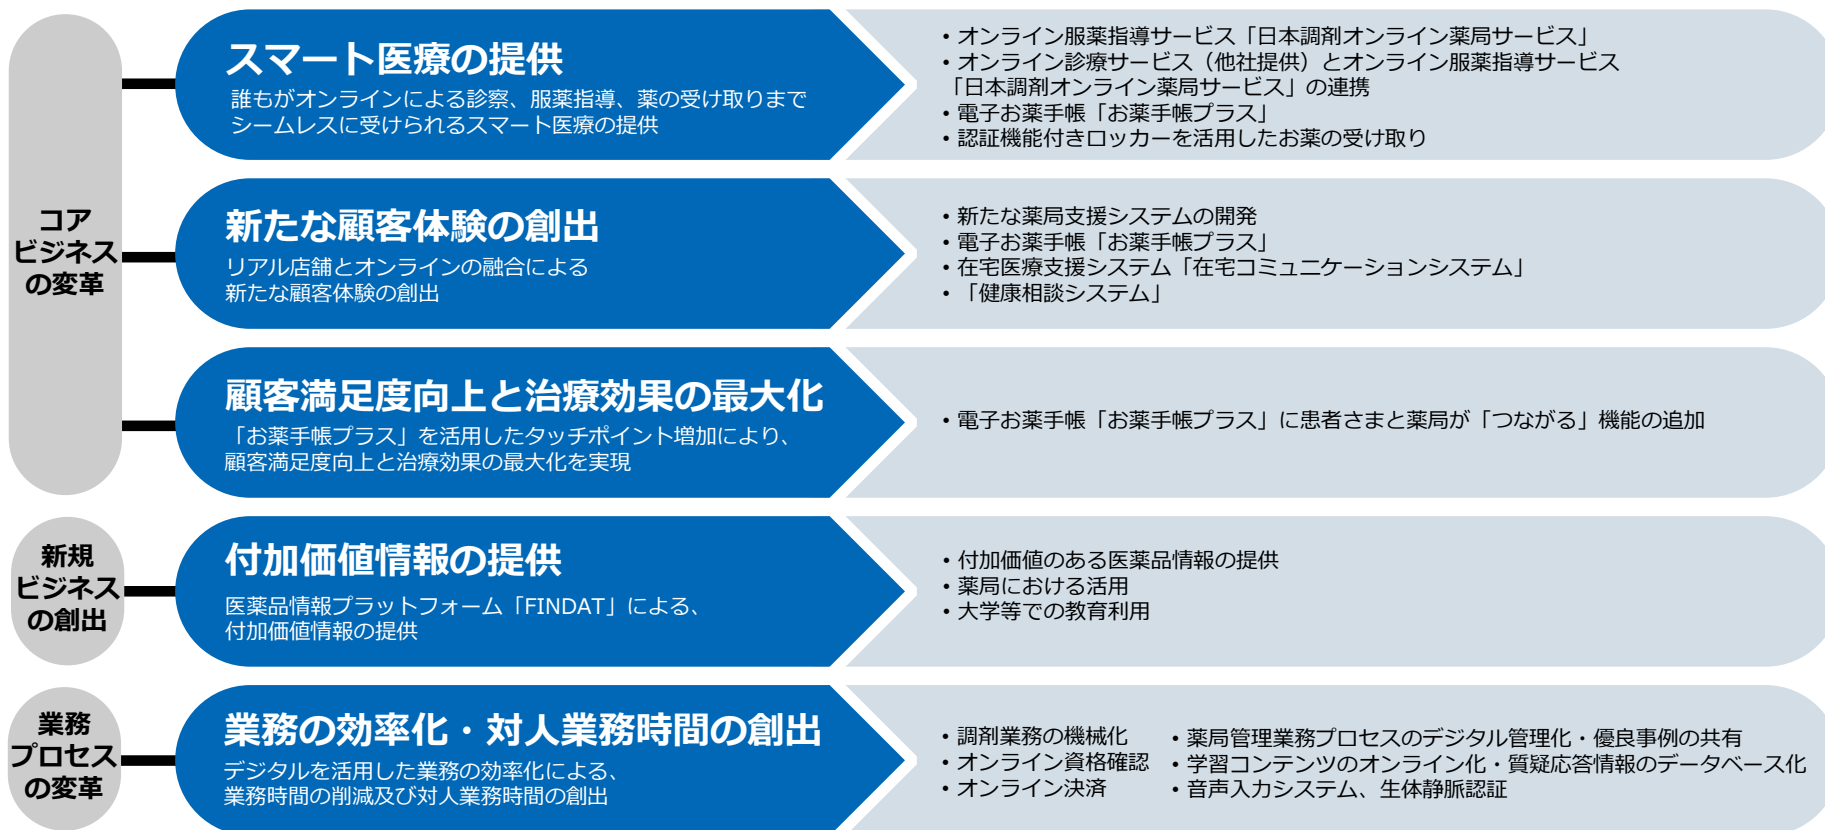 コア
ビジネス
の変革
スマート医療の提供
誰もがオンラインによる診察、服薬指導、薬の受け取りまで
シームレスに受けられるスマート医療の提供
・オンライン服薬指導サービス「日本調剤オンライン薬局サービス」
・オンライン診療サービス（他社提供）とオンライン服薬指導サービス
「日本調剤オンライン薬局サービス」の連携
・電子お薬手帳「お薬手帳プラス」
・認証機能付きロッカーを活用したお薬の受け取り
新たな顧客体験の創出
リアル店舗とオンラインの融合による
新たな顧客体験の創出
・新たな薬局支援システムの開発
・電子お薬手帳「お薬手帳プラス」
・在宅医療支援システム「在宅コミュニケーションシステム」
・「健康相談システム」
顧客満足度向上と治療効果の最大化
「お薬手帳プラス」を活用したタッチポイント増加により、
顧客満足度向上と治療効果の最大化を実現
・電子お薬手帳「お薬手帳プラス」に患者さまと薬局が「つながる」機能の追加
新規
ビジネス
の創出
付加価値情報の提供
医薬品情報プラットフォーム「FINDAT」による、
付加価値情報の提供
・付加価値のある医薬品情報の提供
・薬局における活用
・大学等での教育利用
業務
プロセス
の変革
業務の効率化・対人業務時間の創出
デジタルを活用した業務の効率化による、
業務時間の削減及び対人業務時間の創出
・調剤業務の機械化
・オンライン資格確認
・オンライン決済
・薬局管理業務プロセスのデジタル管理化・優良事例の共有
・学習コンテンツのオンライン化・質疑応答情報のデータベース化
・音声入力システム、生体静脈認証